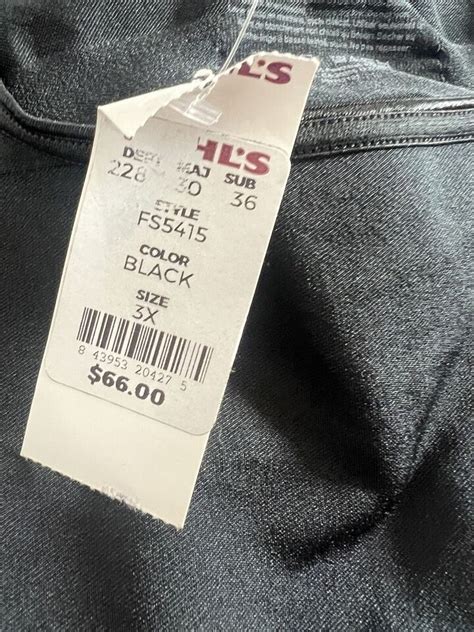 HL'S
HL'S
DEPT MAJ SUB
228 30 36
STYLE
FS5415
COLOR
BLACK
SIZE
3X
8 43953 20427 5
$66.00